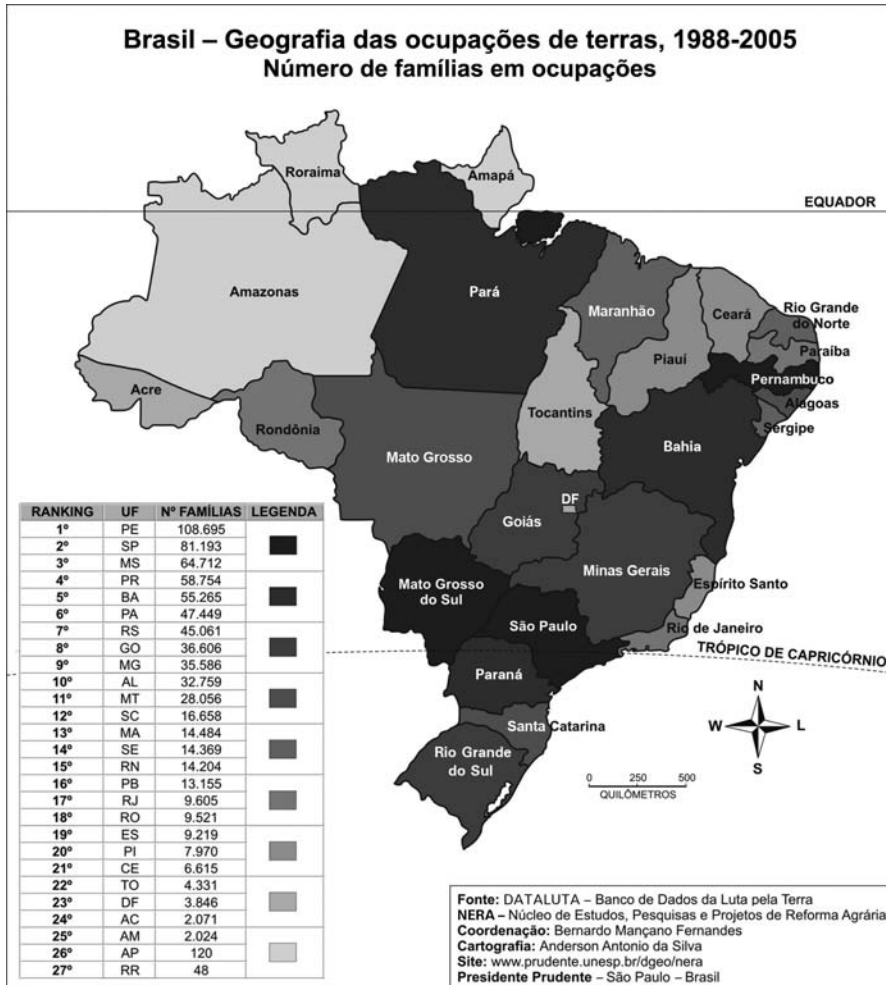 Brasil – Geografia das ocupações de terras, 1988-2005
Número de famílias em ocupações
Roraima
Amapá
EQUADOR
Amazonas
Pará
Maranhão
Ceará
Rio Grande
do Norte
Piauí
Paraíba
Pernambuco
Acre
Tocantins
Alagoas
Sergipe
Rondônia
Bahia
Mato Grosso
DF
Goiás
Minas Gerais
Espírito Santo
Mato Grosso
do Sul
São Paulo
Rio de Janeiro
TRÓPICO DE CAPRICÓRNIO
Paraná
Santa Catarina
Rio Grande
do Sul
N
W L
S
0 250 500
QUILÔMETROS
RANKING UF Nº FAMÍLIAS LEGENDA
1º PE 108.695
2º SP 81.193
3º MS 64.712
4º PR 58.754
5º BA 55.265
6º PA 47.449
7º RS 45.061
8º GO 36.606
9º MG 35.586
10º AL 32.759
11º MT 28.056
12º SC 16.658
13º MA 14.484
14º SE 14.369
15º RN 14.204
16º PB 13.155
17º RJ 9.605
18º RO 9.521
19º ES 9.219
20º PI 7.970
21º CE 6.615
22º TO 4.331
23º DF 3.846
24º AC 2.071
25º AM 2.024
26º AP 120
27º RR 48
Fonte: DATALUTA – Banco de Dados da Luta pela Terra
NERA – Núcleo de Estudos, Pesquisas e Projetos de Reforma Agrária
Coordenação: Bernardo Mançano Fernandes
Cartografia: Anderson Antonio da Silva
Site: www.prudente.unesp.br/dgeo/nera
Presidente Prudente – São Paulo – Brasil